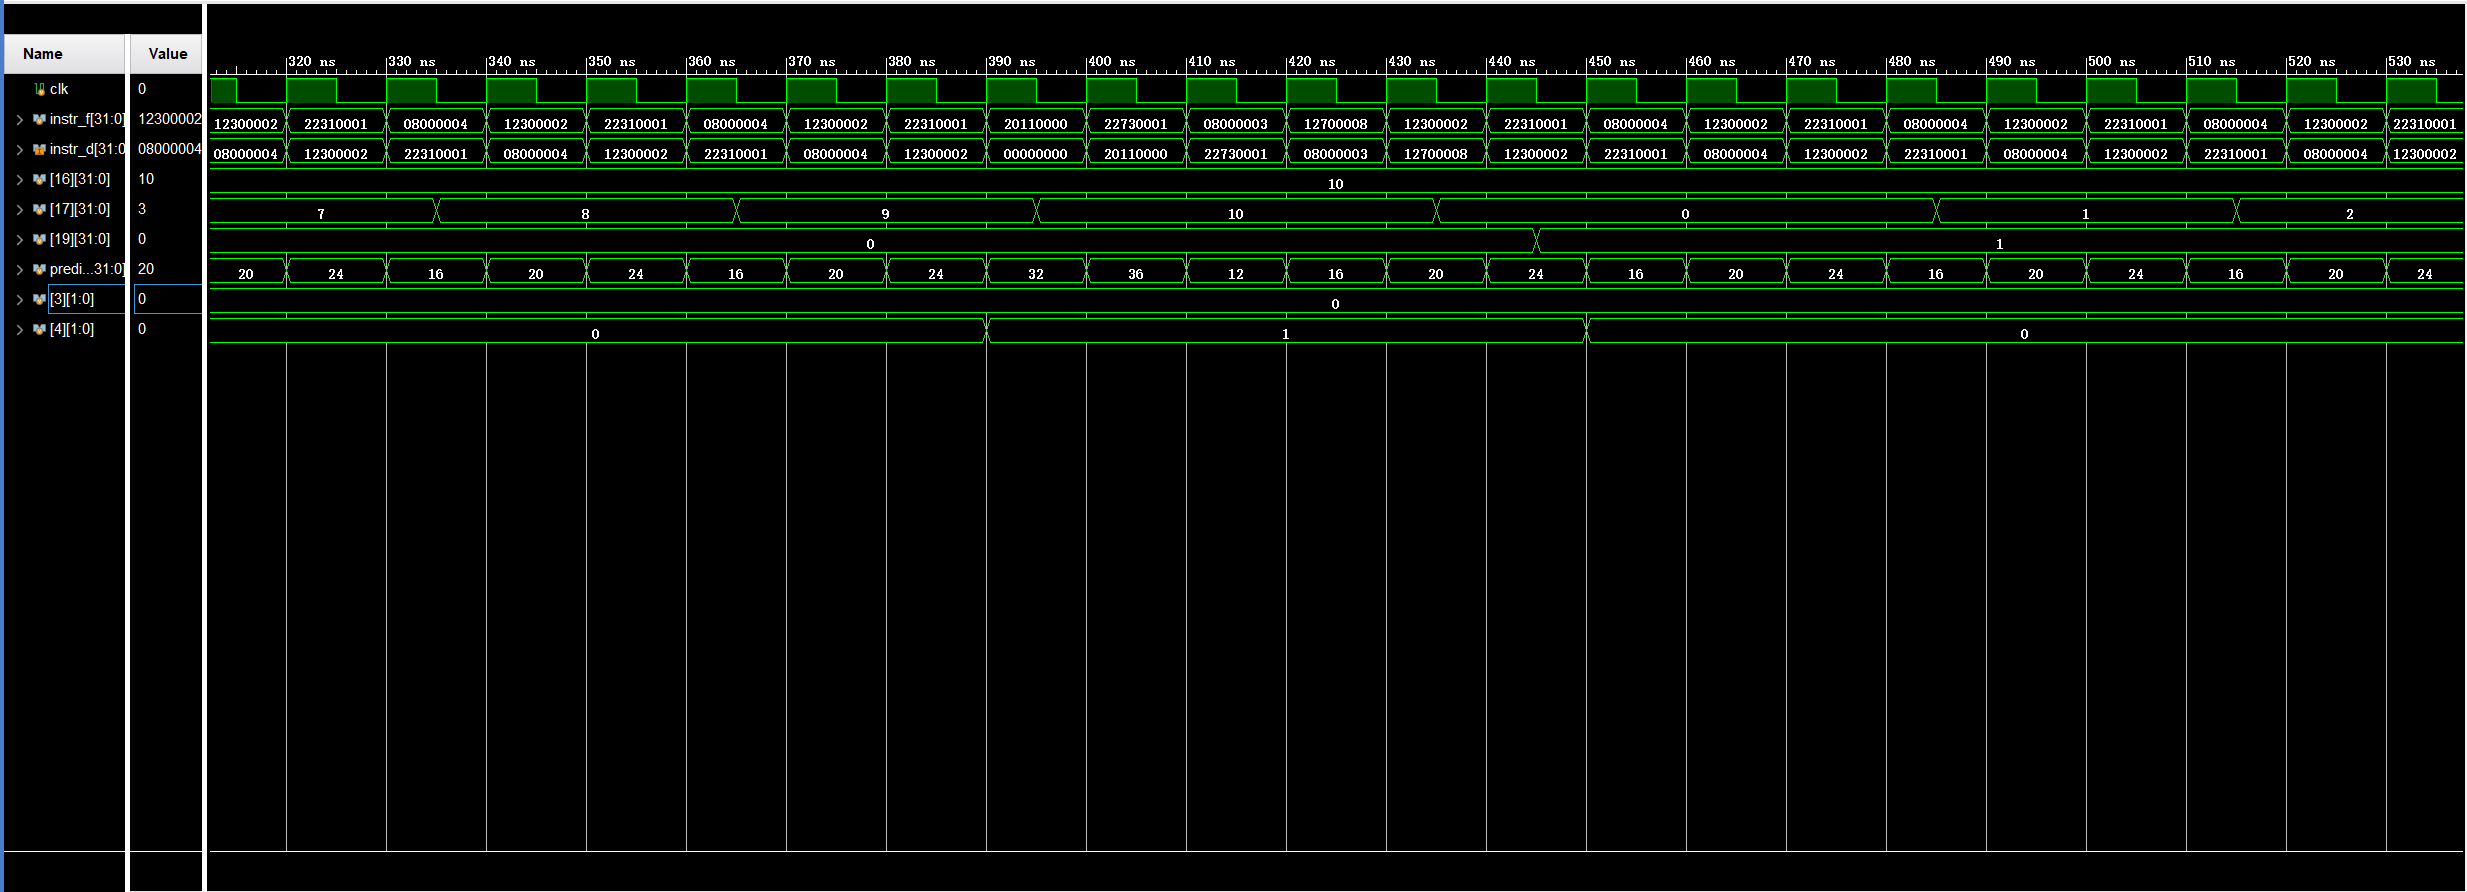 Name Value
320 ns 330 ns 340 ns 350 ns 360 ns 370 ns 380 ns 390 ns 400 ns 410 ns 420 ns 430 ns 440 ns 450 ns 460 ns 470 ns 480 ns 490 ns 500 ns 510 ns 520 ns 530 ns
clk 0
instr_f[31:0] 12300002 12300002 22310001 08000004 12300002 22310001 08000004 12300002 22310001 20110000 22730001 08000003 12700008 12300002 22310001 08000004 12300002 22310001 08000004 12300002 22310001 08000004 12300002 22310001
instr_d[31:0 08000004 08000004 12300002 22310001 08000004 12300002 22310001 08000004 12300002 00000000 20110000 22730001 08000003 12700008 12300002 22310001 08000004 12300002 22310001 08000004 12300002 22310001 08000004 12300002
[16][31:0] 10 10
[17][31:0] 3 7 8 9 10 0 1 2
[19][31:0] 0 0 1
predi...31:0] 20 20 24 16 20 24 16 20 24 32 36 12 16 20 24 16 20 24 16 20 24 16 20 24
[3][1:0] 0 0
[4][1:0] 0 0 1 0